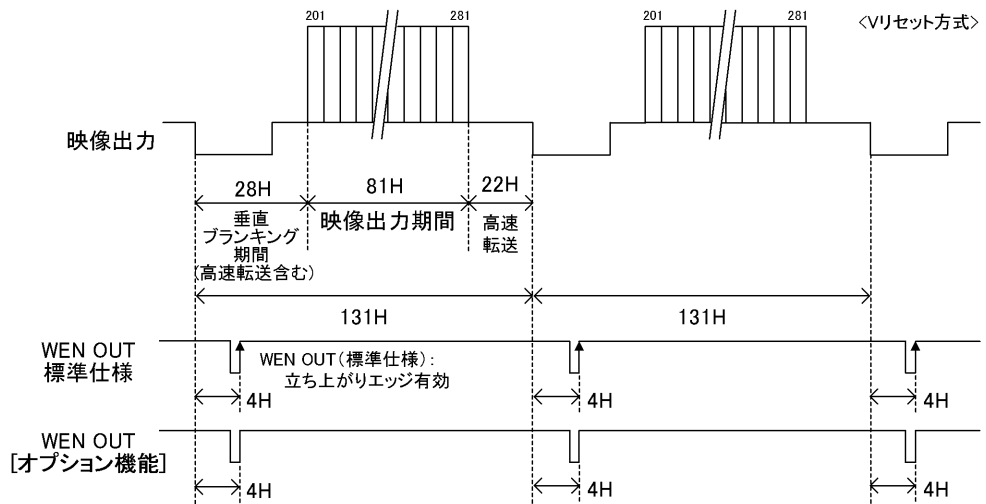 201
281
201
281
<Vリセット方式>
映像出力
28H
81H
22H
垂直
ブランキング
期間
(高速転送含む)
映像出力期間
高速
転送
131H
131H
WEN OUT
標準仕様
WEN OUT(標準仕様):
立ち上がりエッジ有効
4H
4H
4H
WEN OUT
[オプション機能]
4H
4H
4H